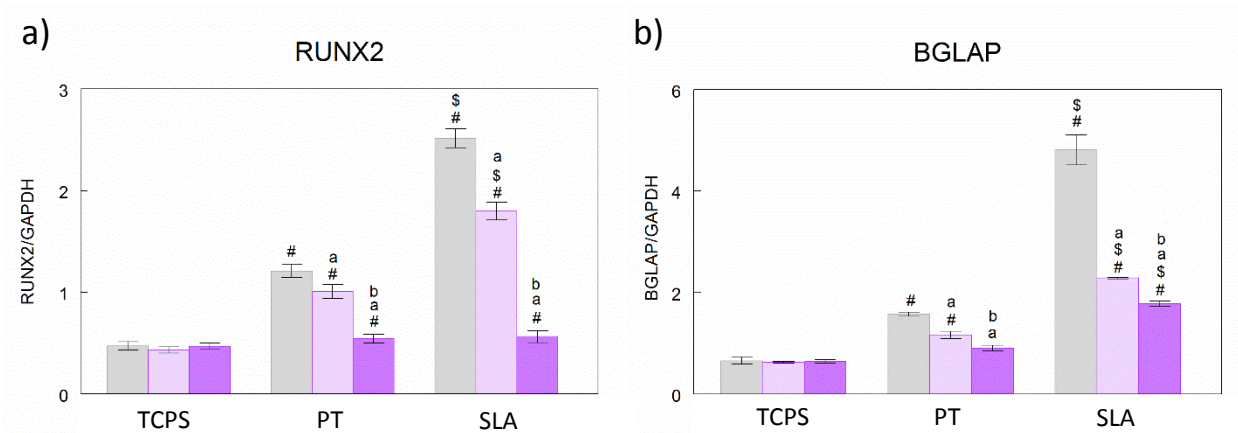 a)
RUNX2
RUNX2/GAPDH
3
2
1
0
#
a
#
b
a
#
$
#
a
$
#
b
a
#
TCPS
PT
SLA
b)
BGLAP
BGLAP/GAPDH
6
4
2
0
#
a
#
b
a
$
#
a
$
#
b
a
$
#
TCPS
PT
SLA